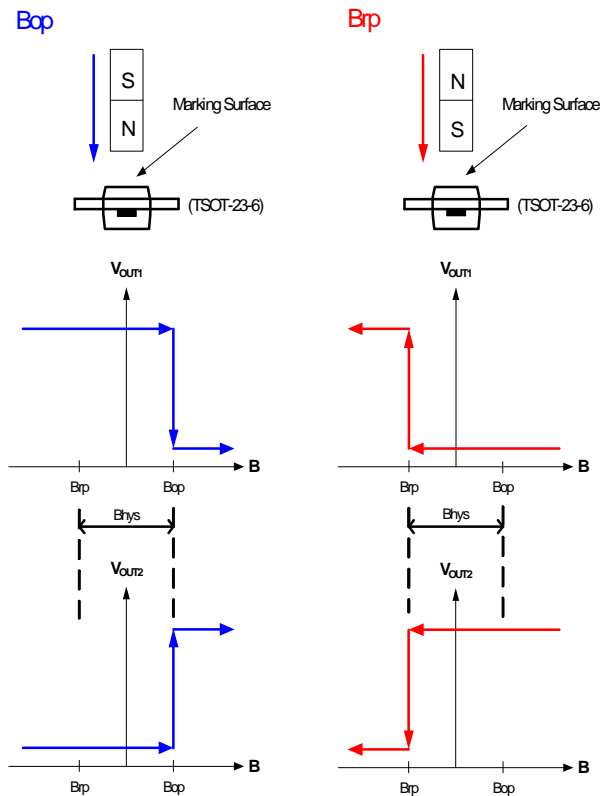 Bop
Brp
S
N
Marking Surface
(TSOT-23-6)
N
S
Marking Surface
(TSOT-23-6)
VOUT1
VOUT1
B
B
Brp
Bop
Brp
Bop
Bhys
Bhys
VOUT2
VOUT2
B
B
Brp
Bop
Brp
Bop